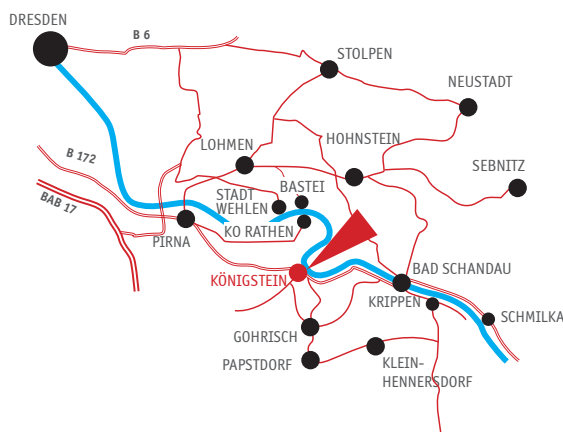 DRESDEN
B 6
STOLPEN
NEUSTADT
LOHMEN
HOHNSTEIN
B 172
SEBNITZ
BASTEI
STADT
WEHLEN
BAB 17
KO RATHEN
PIRNA
KÖNIGSTEIN
BAD SCHANDAU
KRIPPEN
SCHMILKA
GOHRISCH
PAPSTDORF
KLEIN-
HENNERSDORF